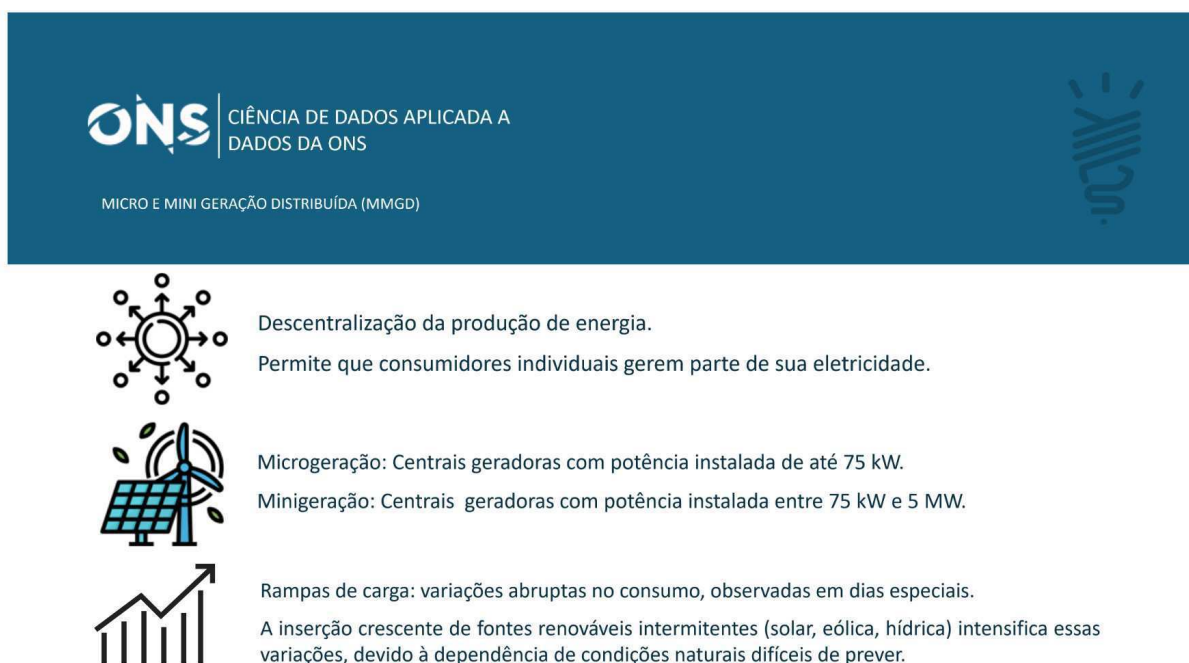 ONS
CIÊNCIA DE DADOS APLICADA A
DADOS DA ONS
MICRO E MINI GERAÇÃO DISTRIBUÍDA (MMGD)
Descentralização da produção de energia.
Permite que consumidores individuais gerem parte de sua eletricidade.
Microgeração: Centrais geradoras com potência instalada de até 75 kW.
Minigeração: Centrais geradoras com potência instalada entre 75 kW e 5 MW.
Rampas de carga: variações abruptas no consumo, observadas em dias especiais.
A inserção crescente de fontes renováveis intermitentes (solar, eólica, hídrica) intensifica essas
variações, devido à dependência de condições naturais difíceis de prever.